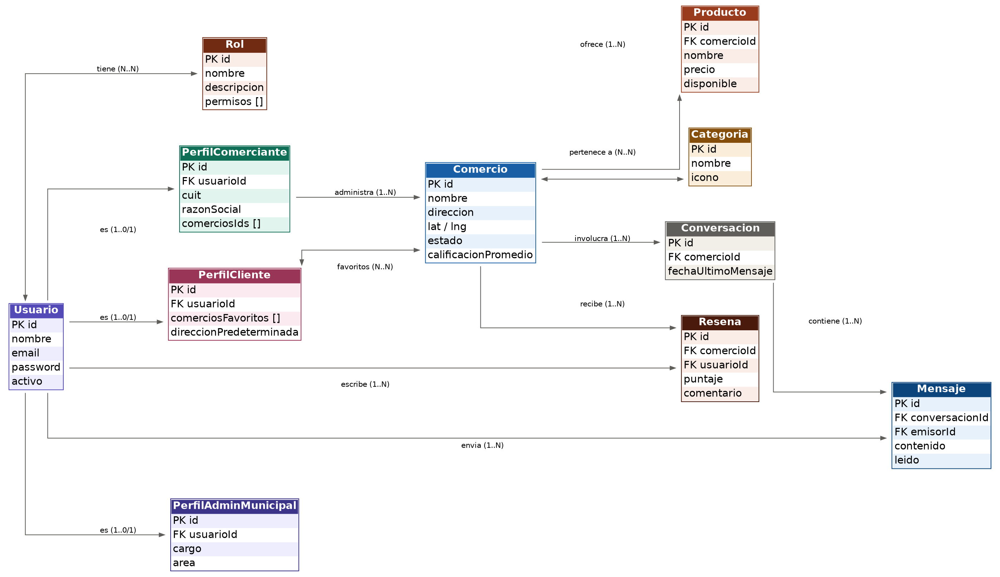 Producto
PK id
FK comercioId
nombre
precio
disponible
ofrece (1..N)
Rol
PK id
nombre
descripcion
permisos []
tiene (N..N)
Categoria
PK id
nombre
icono
pertenece a (N..N)
PerfilComerciante
PK id
FK usuarioId
cuit
razonSocial
comerciosIds []
es (1..0/1)
administra (1..N)
Comercio
PK id
nombre
direccion
lat / lng
estado
calificacionPromedio
involucra (1..N)
Conversacion
PK id
FK comercioId
fechaUltimoMensaje
favoritos (N..N)
PerfilCliente
PK id
FK usuarioId
comerciosFavoritos []
direccionPredeterminada
es (1..0/1)
Usuario
PK id
nombre
email
password
activo
recibe (1..N)
Resena
PK id
FK comercioId
FK usuarioId
puntaje
comentario
contiene (1..N)
escribe (1..N)
Mensaje
PK id
FK conversacionId
FK emisorId
contenido
leido
envia (1..N)
es (1..0/1)
PerfilAdminMunicipal
PK id
FK usuarioId
cargo
area